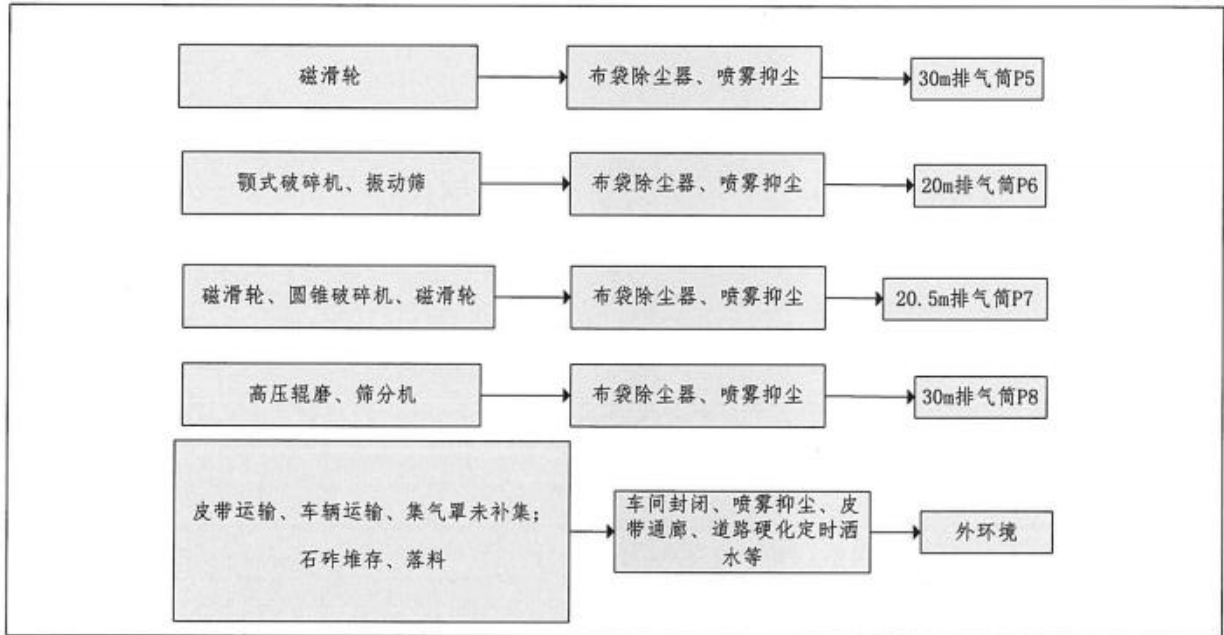 磁滑轮
布袋除尘器、喷雾抑尘
30m排气筒P5
颚式破碎机、振动筛
布袋除尘器、喷雾抑尘
20m排气筒P6
磁滑轮、圆锥破碎机、磁滑轮
布袋除尘器、喷雾抑尘
20.5m排气筒P7
高压辊磨、筛分机
布袋除尘器、喷雾抑尘
30m排气筒P8
皮带运输、车辆运输、集气罩未补集；
石砟堆存、落料
车间封闭、喷雾抑尘、皮
带通廊、道路硬化定时洒
水等
外环境